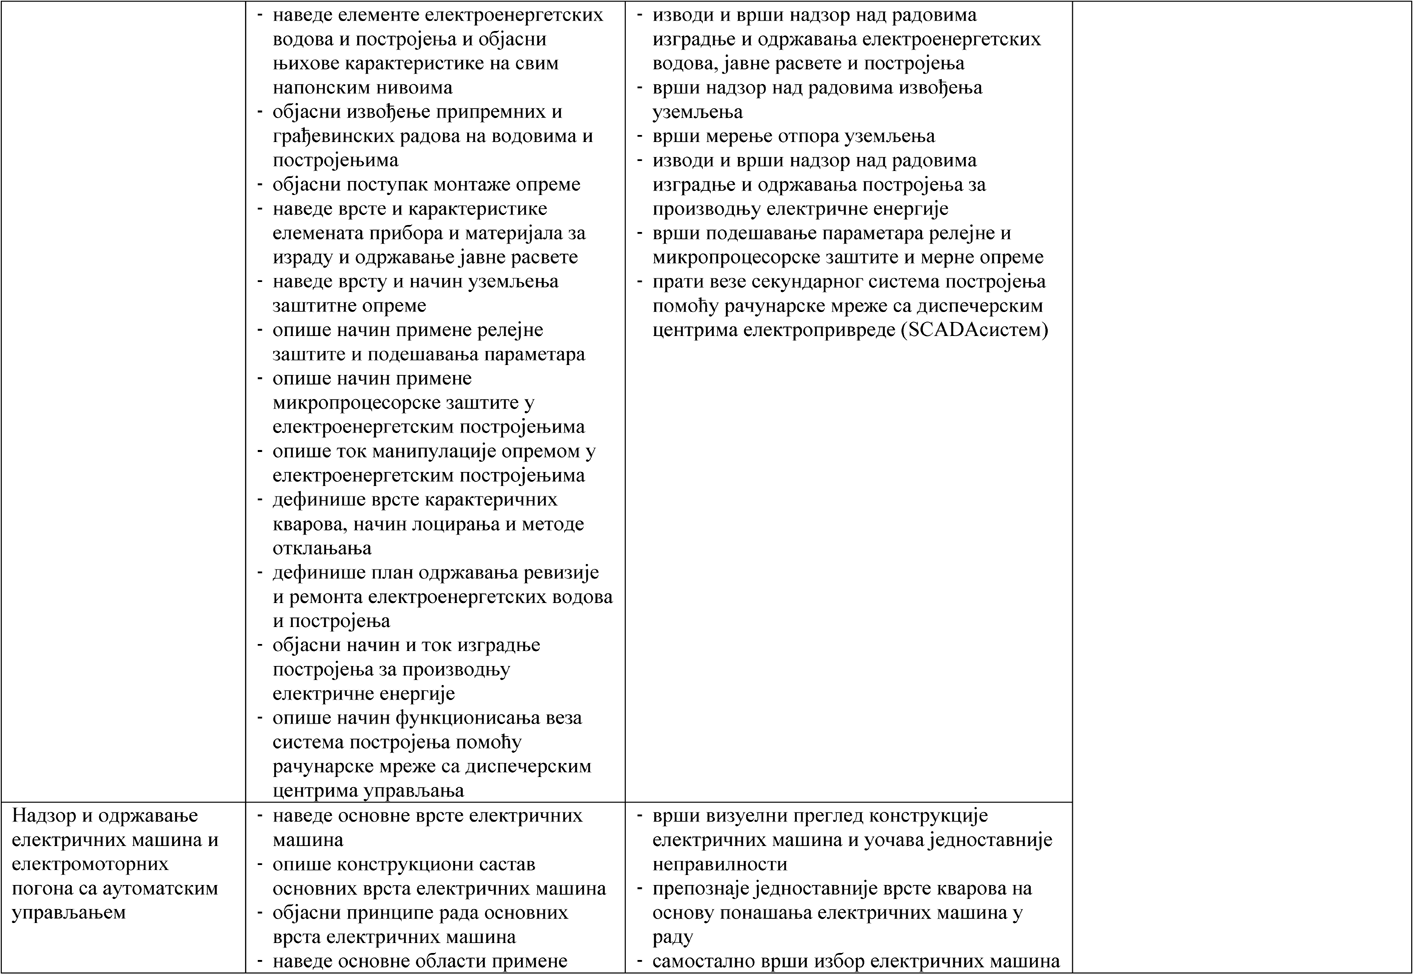 - наведе елементе електроенергетских
водова и постројења и објасни
њихове карактеристике на свим
напонским нивоима
- објасни извођење припремних и
грађевинских радова на водовима и
постројењима
- објасни поступак монтаже опреме
- наведе врсте и карактеристике
елемената прибора и материјала за
израду и одржавање јавне расвете
- наведе врсту и начин уземљења
заштитне опреме
- опише начин примене релејне
заштите и подешавања параметара
- опише начин примене
микропроцесорске заштите у
електроенергетским постројењима
- опише ток манипулације опремом у
електроенергетским постројењима
- дефинише врсте карактеричних
кварова, начин лоцирања и методе
отклањања
- дефинише план одржавања ревизије
и ремонта електроенергетских водова
и постројења
- објасни начин и ток изградње
постројења за производњу
електричне енергије
- опише начин функционисања веза
система постројења помоћу
рачунарске мреже са диспечерским
центрима управљања
- изводи и врши надзор над радовима
изградње и одржавања електроенергетских
водова, јавне расвете и постројења
- врши надзор над радовима извођења
уземљења
- врши мерење отпора уземљења
- изводи и врши надзор над радовима
изградње и одржавања постројења за
производњу електричне енергије
- врши подешавање параметара релејне и
микропроцесорске заштите и мерне опреме
- прати везе секундарног система постројења
помоћу рачунарске мреже са диспечерским
центрима електропривреде (SCADAсистем)
Надзор и одржавање
електричних машина и
електромоторних
погона са аутоматским
управљањем
- наведе основне врсте електричних
машина
- опише конструкциони састав
основних врста електричних машина
- објасни принципе рада основних
врста електричних машина
- наведе основне области примене
- врши визуелни преглед конструкције
електричних машина и уочава једноставније
неправилности
- препознаје једноставније врсте кварова на
основу понашања електричних машина у
раду
- самостално врши избор електричних машина